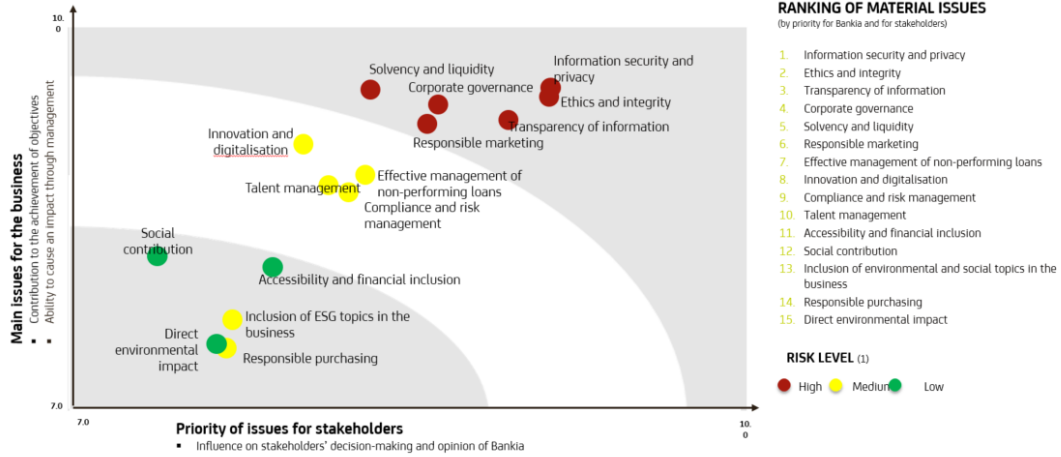 10.
0
Main issues for the business
▪ Contribution to the achievement of objectives
▪ Ability to cause an impact through management
Solvency and liquidity
Information security and
privacy
Corporate governance
Ethics and integrity
Transparency of information
Responsible marketing
Innovation and
digitalisation
Effective management of
non-performing loans
Talent management
Compliance and risk
management
Social
contribution
Accessibility and financial inclusion
Inclusion of ESG topics in the
business
Direct
environmental
impact
Responsible purchasing
7.0
7.0
10.
0
Priority of issues for stakeholders
▪ Influence on stakeholders' decision-making and opinion of Bankia
RANKING OF MATERIAL ISSUES
(by priority for Bankia and for stakeholders)
1. Information security and privacy
2. Ethics and integrity
3. Transparency of information
4. Corporate governance
5. Solvency and liquidity
6. Responsible marketing
7. Effective management of non-performing loans
8. Innovation and digitalisation
9. Compliance and risk management
10. Talent management
11. Accessibility and financial inclusion
12. Social contribution
13. Inclusion of environmental and social topics in the
business
14. Responsible purchasing
15. Direct environmental impact
RISK LEVEL (1)
High Medium Low